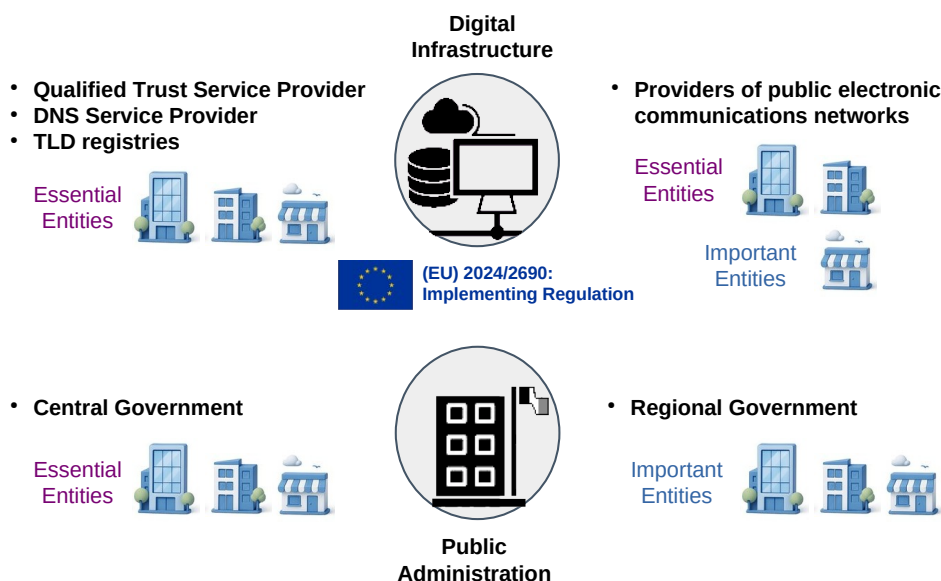 Digital
Infrastructure
• Qualified Trust Service Provider
• DNS Service Provider
• TLD registries
Essential
Entities
• Providers of public electronic
communications networks
Essential
Entities
Important
Entities
(EU) 2024/2690:
Implementing Regulation
• Central Government
Essential
Entities
• Regional Government
Important
Entities
Public
Administration